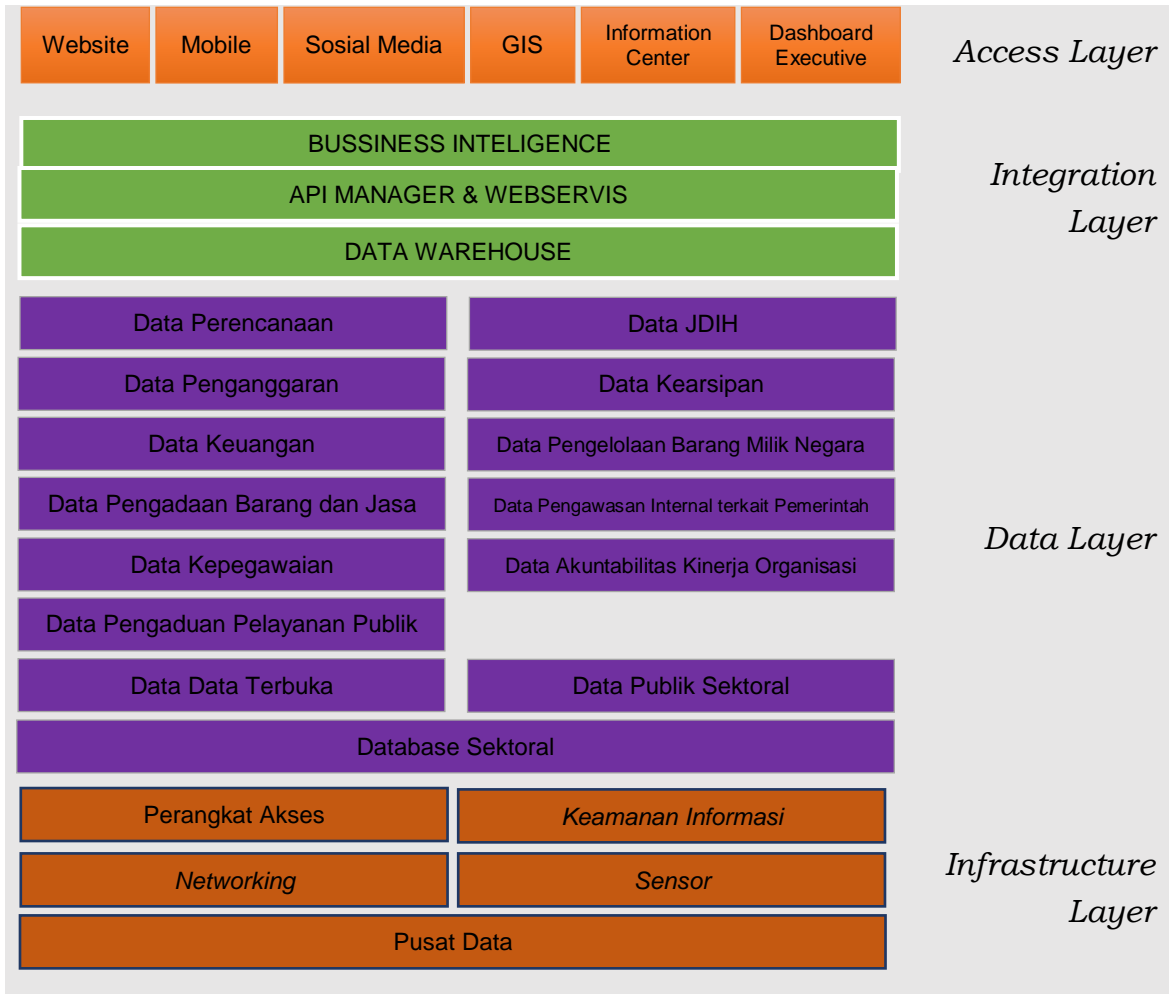 Website
Mobile
Sosial Media
GIS
Information
Center
Dashboard
Executive
Access Layer
BUSSINESS INTELIGENCE
API MANAGER & WEBSERVIS
DATA WAREHOUSE
Integration
Layer
Data Perencanaan
Data JDIH
Data Penganggaran
Data Kearsipan
Data Keuangan
Data Pengelolaan Barang Milik Negara
Data Pengadaan Barang dan Jasa
Data Pengawasan Internal terkait Pemerintah
Data Kepegawaian
Data Akuntabilitas Kinerja Organisasi
Data Pengaduan Pelayanan Publik
Data Data Terbuka
Data Publik Sektoral
Database Sektoral
Data Layer
Perangkat Akses
Keamanan Informasi
Networking
Sensor
Pusat Data
Infrastructure
Layer